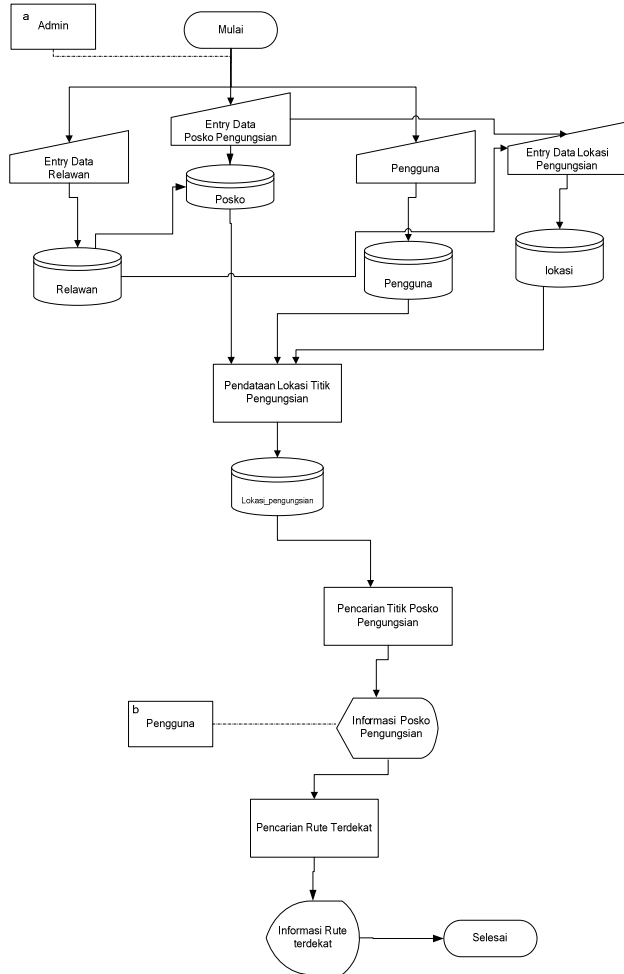 a
Admin
Mulai
Entry Data
Posko Pengungsian
Entry Data
Relawan
Pengguna
Entry Data Lokasi
Pengungsian
Posko
Relawan
Pengguna
lokasi
Pendataan Lokasi Titik
Pengungsian
Lokasi_pengungsian
Pencarian Titik Posko
Pengungsian
b
Pengguna
Informasi Posko
Pengungsian
Pencarian Rute Terdekat
Informasi Rute
terdekat
Selesai